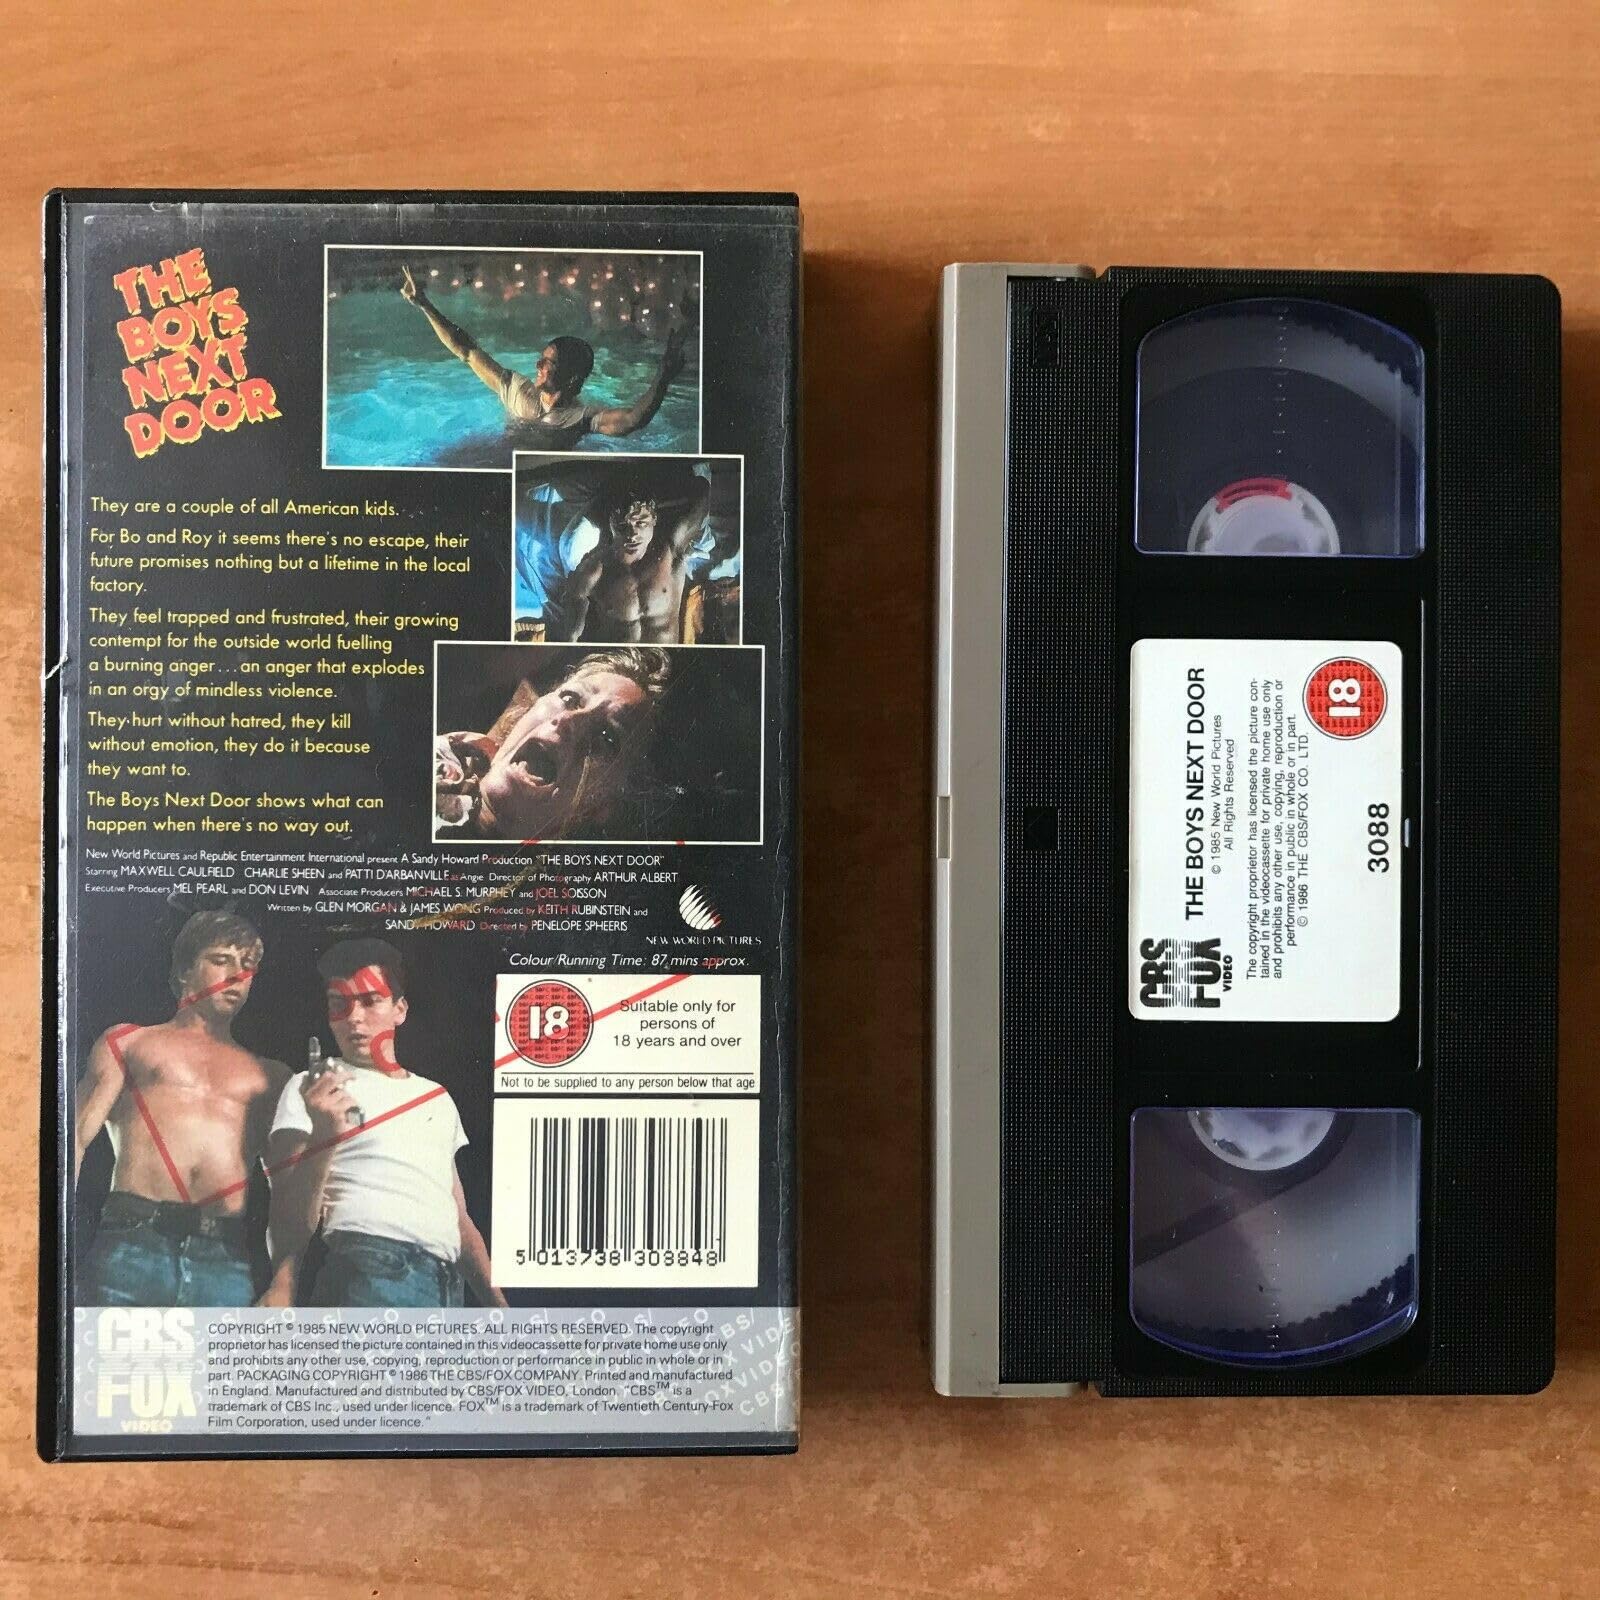 THE
BOYS
NEXT
DOOR
They are a couple of all American kids.
For Bo and Roy it seems there's no escape, their
future promises nothing but a lifetime in the local
factory.
They feel trapped and frustrated, their growing
contempt for the outside world fuelling
a burning anger... an anger that explodes
in an orgy of mindless violence.
They hurt without hatred, they kill
without emotion, they do it because
they want to.
The Boys Next Door shows what can
happen when there's no way out.
New World Pictures and Republic Entertainment International present A Sandy Howard Production "THE BOYS NEXT DOOR"
Starring MAXWELL CAULFIELD CHARLIE SHEEN and PATTI D'ARBANVILLE as Angie Director of Photography ARTHUR ALBERT
Executive Producers MEL PEARL and DON LEVIN Associate Producers MICHAEL S. MURPHEY and JOEL SOISSON
Written by GLEN MORGAN & JAMES WONG Produced by KEITH RUBINSTEIN and
SANDY HOWARD Directed by PENELOPE SPHEERIS
NEW WORLD PICTURES
Colour/Running Time: 87 mins approx.
18
Suitable only for
persons of
18 years and over
Not to be supplied to any person below that age
5 013738 308848
CBS
FOX
VIDEO
COPYRIGHT © 1985 NEW WORLD PICTURES. ALL RIGHTS RESERVED. The copyright
proprietor has licensed the picture contained in this videocassette for private home use only
and prohibits any other use, copying, reproduction or performance in public in whole or in
part. PACKAGING COPYRIGHT © 1986 THE CBS/FOX COMPANY. Printed and manufactured
in England. Manufactured and distributed by CBS/FOX VIDEO, London. "CBS™ is a
trademark of CBS Inc., used under licence. FOX™ is a trademark of Twentieth Century-Fox
Film Corporation, used under licence."
CBS
FOX
VIDEO
THE BOYS NEXT DOOR
© 1985 New World Pictures
All Rights Reserved
The copyright proprietor has licensed the picture con-
tained in the videocassette for private home use only
and prohibits any other use, copying, reproduction or
performance in public in whole or in part.
© 1986 THE CBS/FOX CO. LTD.
18
3088